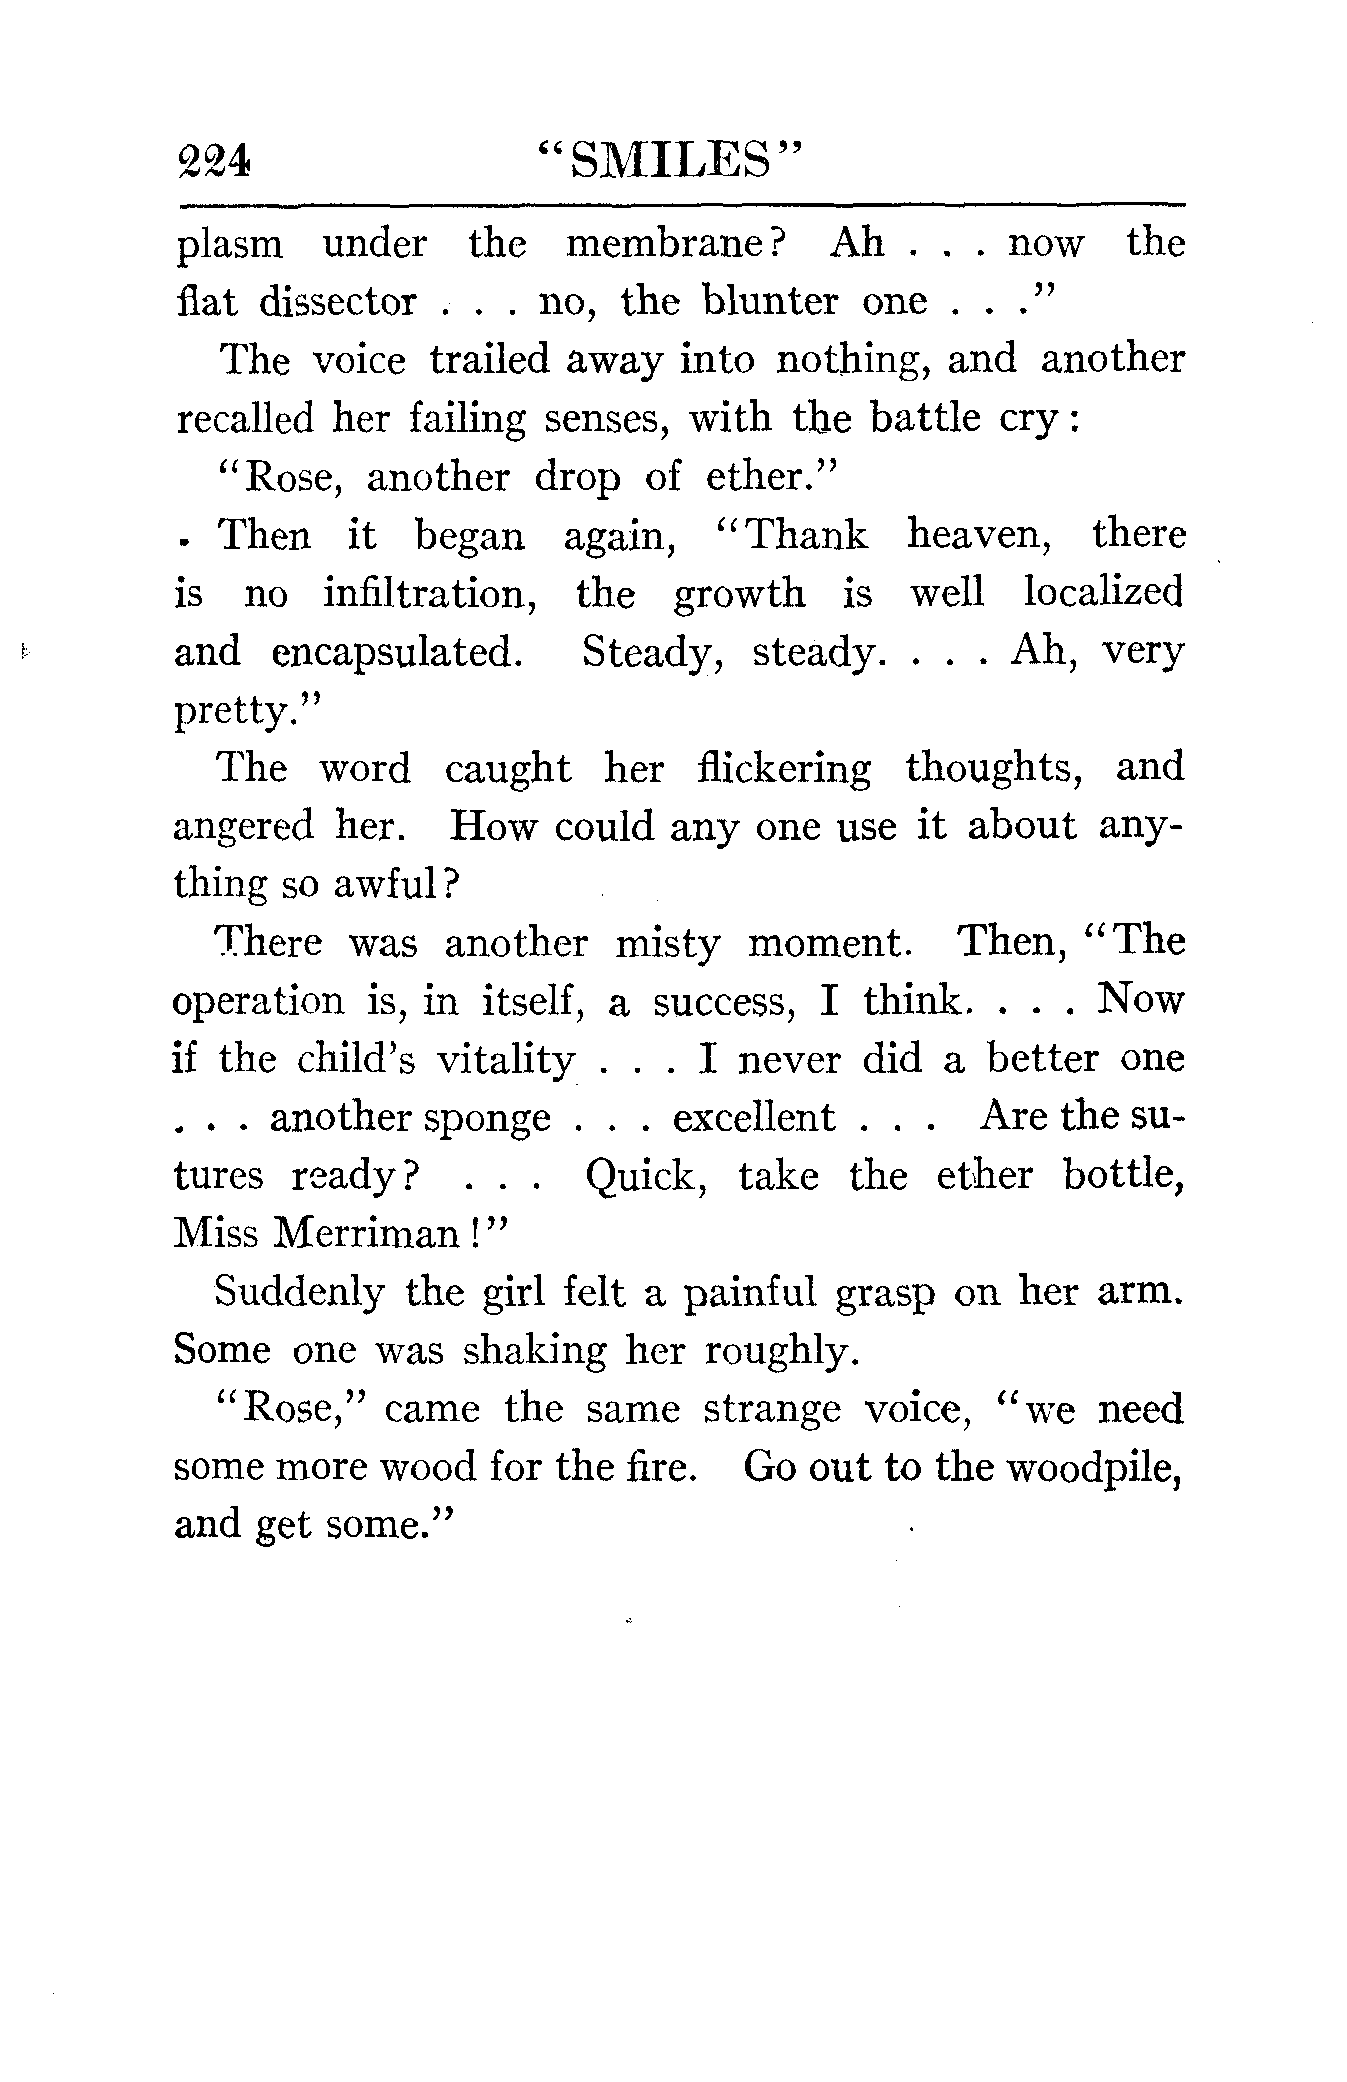 224 "SMILES"
plasm under the membrane? Ah . . . now the
flat dissector . . . no, the blunter one . . ."
The voice trailed away into nothing, and another
recalled her failing senses, with the battle cry:
"Rose, another drop of ether."
Then it began again, "Thank heaven, there
is no infiltration, the growth is well localized
and encapsulated. Steady, steady. . . . Ah, very
pretty."
The word caught her flickering thoughts, and
angered her. How could any one use it about any-
thing so awful?
There was another misty moment. Then, "The
operation is, in itself, a success, I think. . . . Now
if the child's vitality . . . I never did a better one
. . . another sponge . . . excellent . . . Are the su-
tures ready? . . . Quick, take the ether bottle,
Miss Merriman!"
Suddenly the girl felt a painful grasp on her arm.
Some one was shaking her roughly.
"Rose," came the same strange voice, "we need
some more wood for the fire. Go out to the woodpile,
and get some."